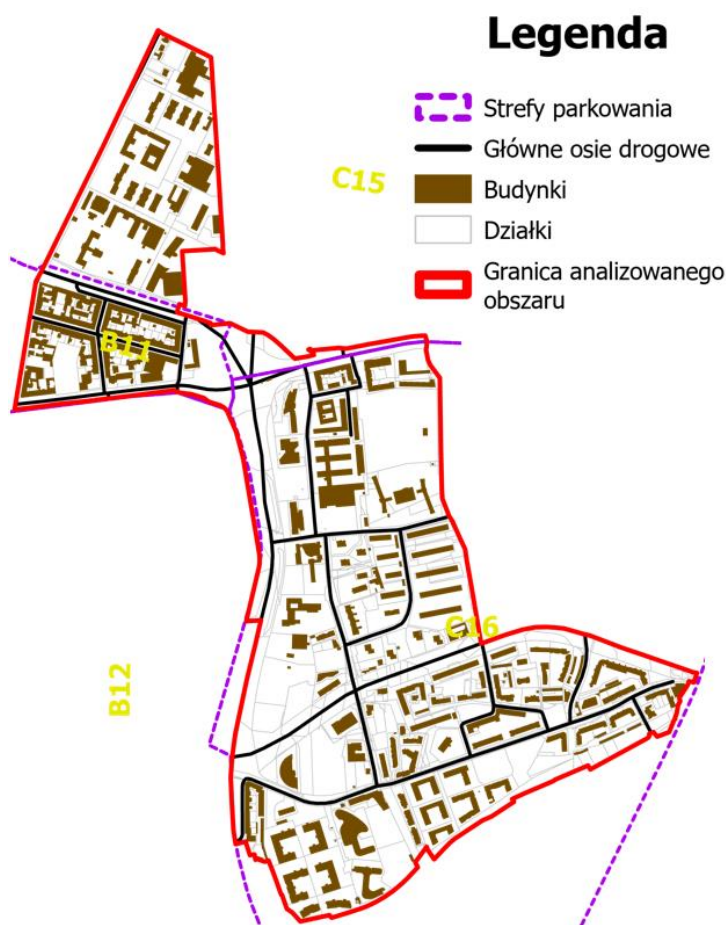 Legenda
Strefy parkowania
Główne osie drogowe
Budynki
Działki
Granica analizowanego
obszaru
C15
B11
C16
B12